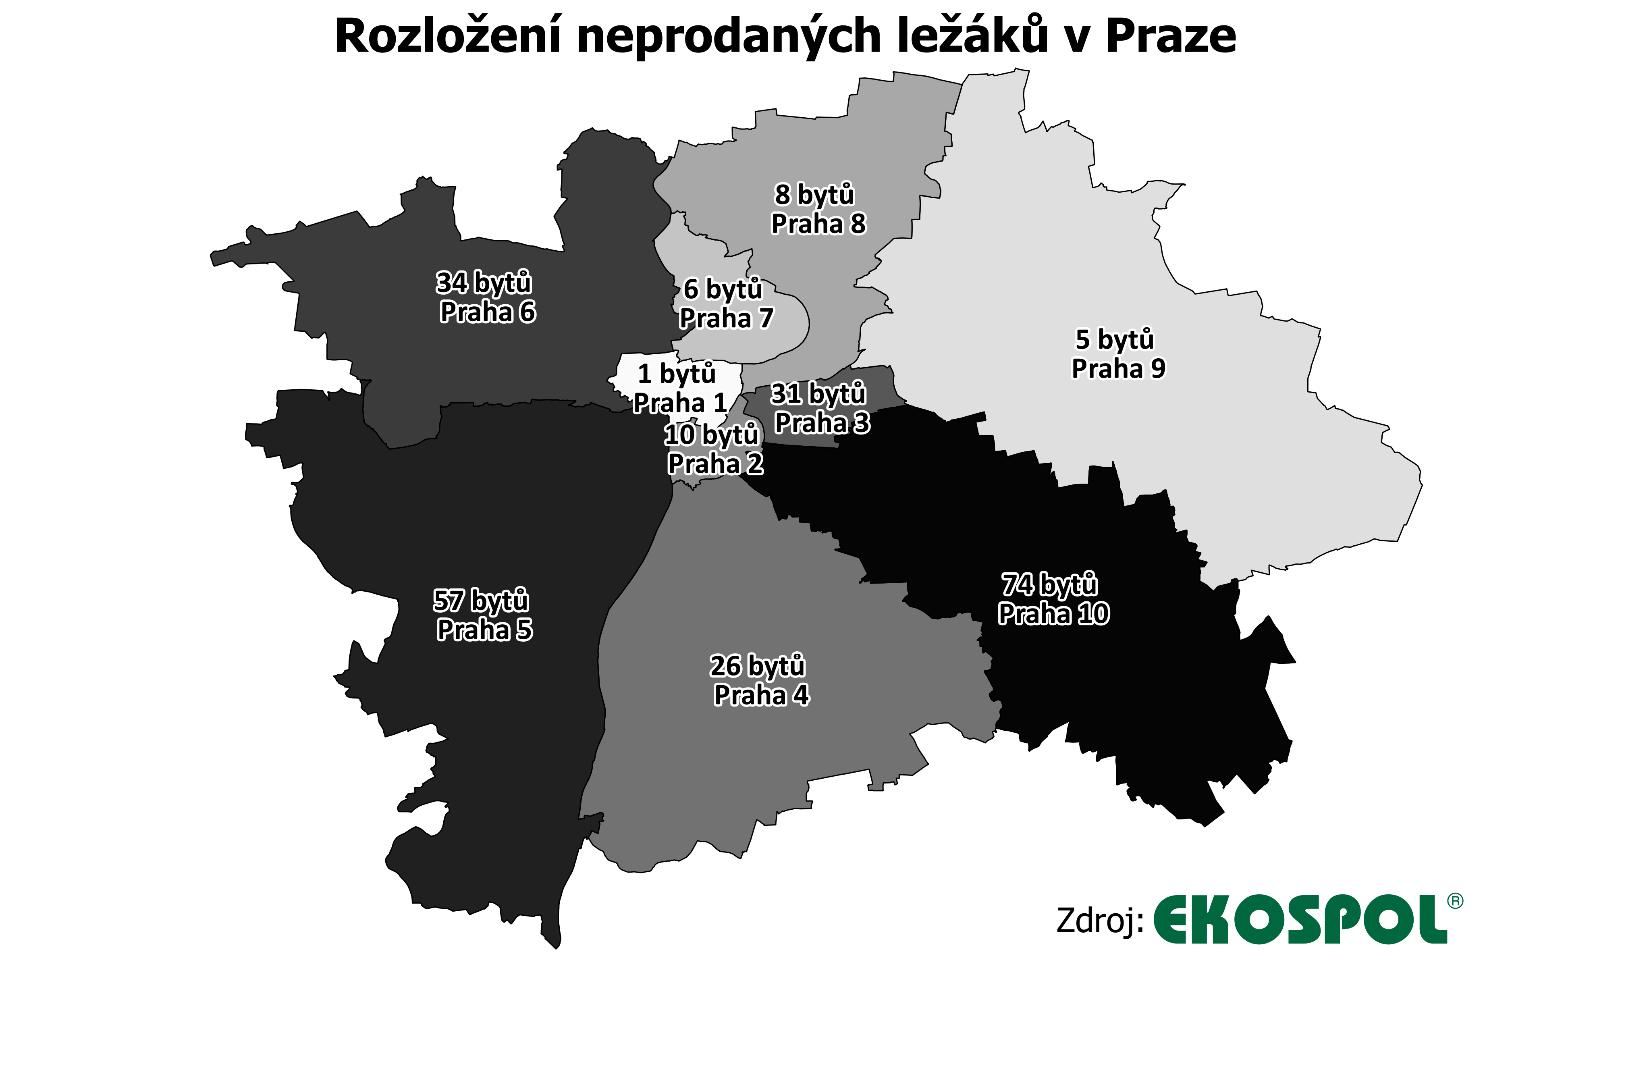 Rozložení neprodaných ležáků v Praze
8 bytů
Praha 8
34 bytů
Praha 6
6 bytů
Praha 7
5 bytů
Praha 9
1 bytů
Praha 1
31 bytů
Praha 3
10 bytů
Praha 2
57 bytů
Praha 5
74 bytů
Praha 10
26 bytů
Praha 4
Zdroj: EKOSPOL®